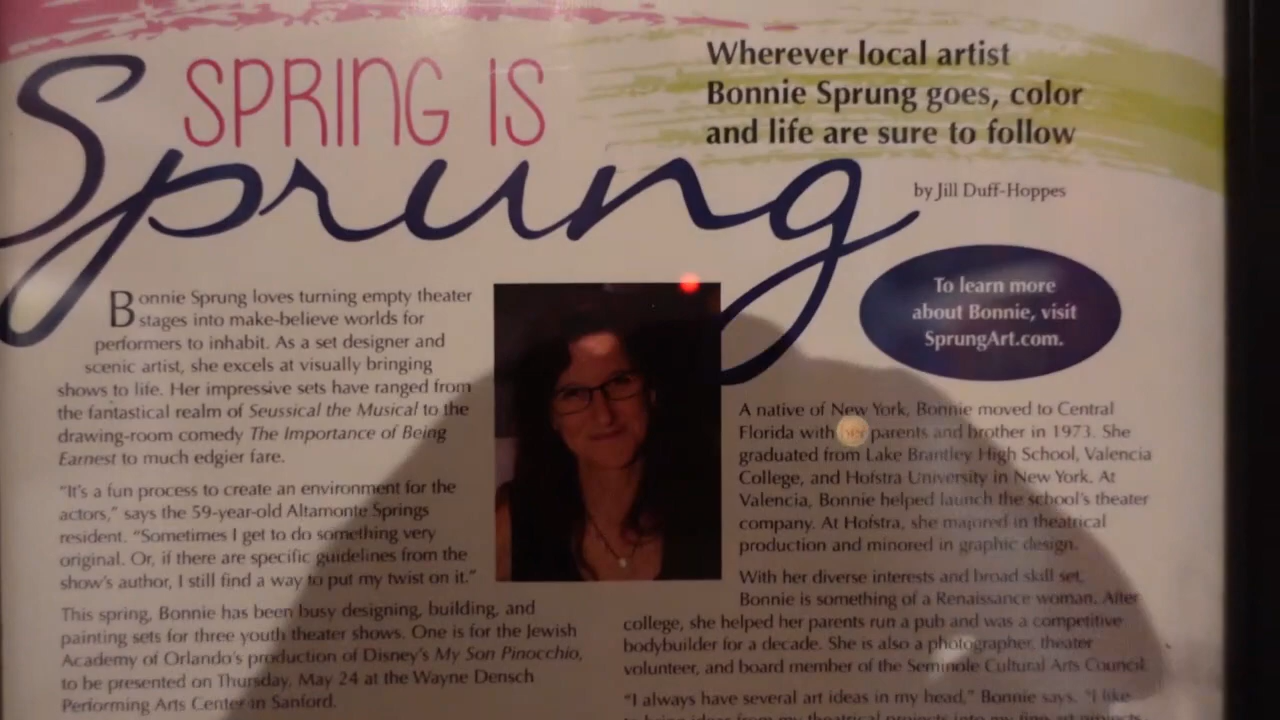 SPRING IS
Sprung
Wherever local artist
Bonnie Sprung goes, color
and life are sure to follow
by Jill Duff-Hoppes
To learn more
about Bonnie, visit
SprungArt.com.
Bonnie Sprung loves turning empty theater
stages into make-believe worlds for
performers to inhabit. As a set designer and
scenic artist, she excels at visually bringing
shows to life. Her impressive sets have ranged from
the fantastical realm of Seussical the Musical to the
drawing-room comedy The Importance of Being
Earnest to much edgier fare.
“It’s a fun process to create an environment for the
actors,” says the 59-year-old Altamonte Springs
resident. “Sometimes I get to do something very
original. Or, if there are specific guidelines from the
show’s author, I still find a way to put my twist on it.”
This spring, Bonnie has been busy designing, building, and
painting sets for three youth theater shows. One is for the Jewish
Academy of Orlando’s production of Disney’s My Son Pinocchio,
to be presented on Thursday, May 24 at the Wayne Densch
Performing Arts Center in Sanford.
A native of New York, Bonnie moved to Central
Florida with her parents and brother in 1973. She
graduated from Lake Brantley High School, Valencia
College, and Hofstra University in New York. At
Valencia, Bonnie helped launch the school’s theater
company. At Hofstra, she majored in theatrical
production and minored in graphic design.
With her diverse interests and broad skill set,
Bonnie is something of a Renaissance woman. After
college, she helped her parents run a pub and was a competitive
bodybuilder for a decade. She is also a photographer, theater
volunteer, and board member of the Seminole Cultural Arts Council.
“I always have several art ideas in my head,” Bonnie says. “I like
to bring ideas from my theatrical projects into my fine art projects